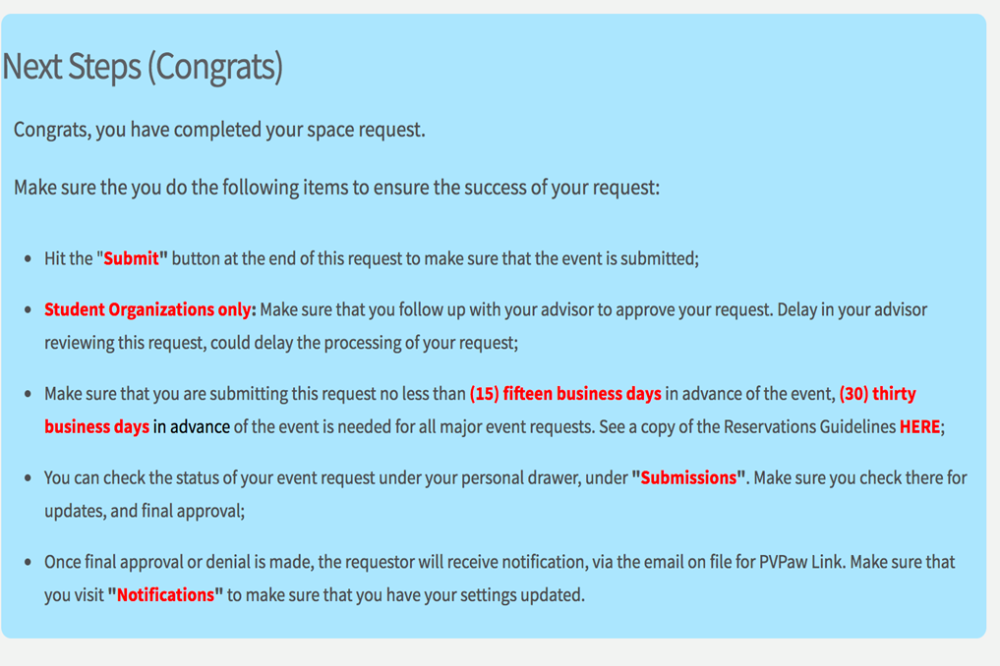 Next Steps (Congrats)
Congrats, you have completed your space request.
Make sure the you do the following items to ensure the success of your request:
• Hit the "Submit" button at the end of this request to make sure that the event is submitted;
• Student Organizations only: Make sure that you follow up with your advisor to approve your request. Delay in your advisor
reviewing this request, could delay the processing of your request;
• Make sure that you are submitting this request no less than (15) fifteen business days in advance of the event, (30) thirty
business days in advance of the event is needed for all major event requests. See a copy of the Reservations Guidelines HERE;
• You can check the status of your event request under your personal drawer, under "Submissions". Make sure you check there for
updates, and final approval;
• Once final approval or denial is made, the requestor will receive notification, via the email on file for PVPaw Link. Make sure that
you visit "Notifications" to make sure that you have your settings updated.